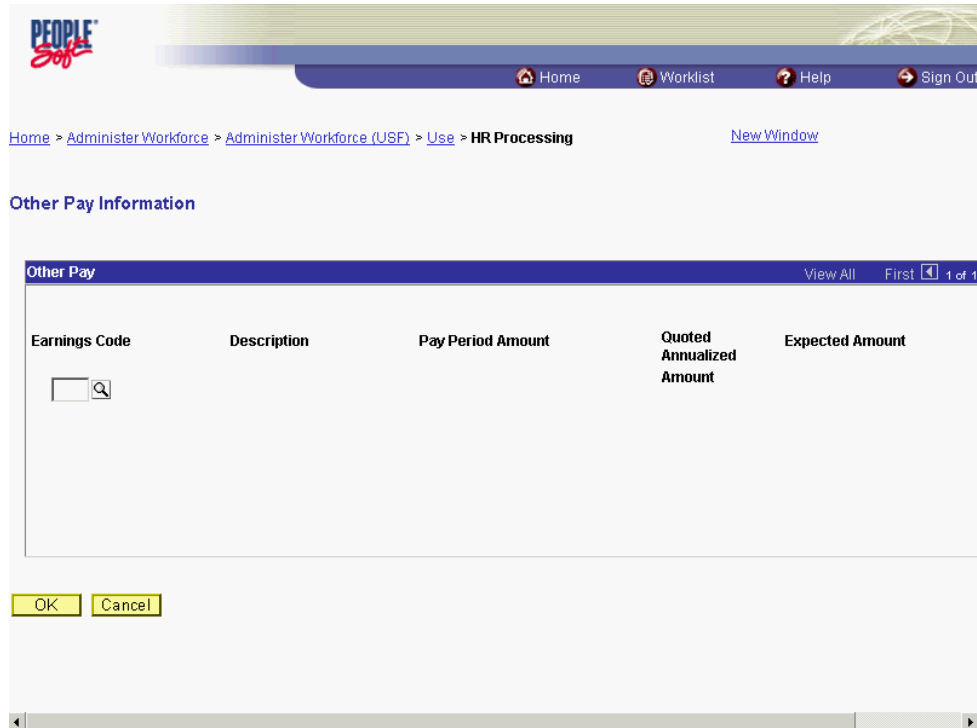 PEOPLE
Soft
Home Worklist Help Sign Out
Home > Administer Workforce > Administer Workforce (USF) > Use > HR Processing New Window
Other Pay Information
Other Pay View All First 1 of 1
Earnings Code Description Pay Period Amount Quoted Annualized Amount Expected Amount
OK Cancel